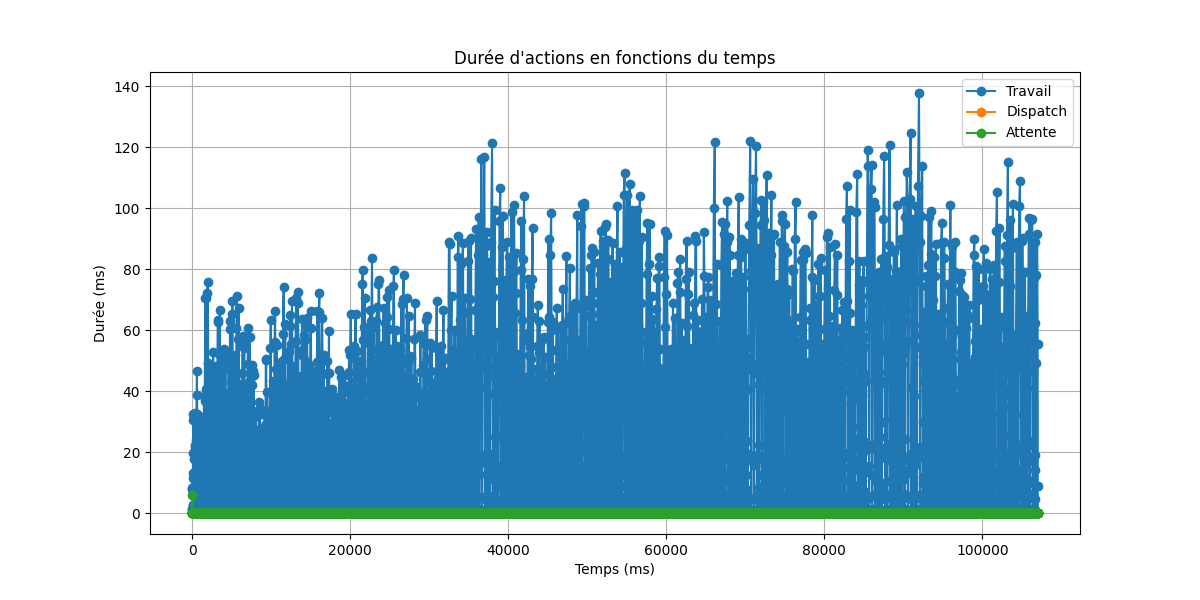 Durée d'actions en fonctions du temps
Travail
Dispatch
Attente
Durée (ms)
140
120
100
80
60
40
20
0
0 20000 40000 60000 80000 100000
Temps (ms)